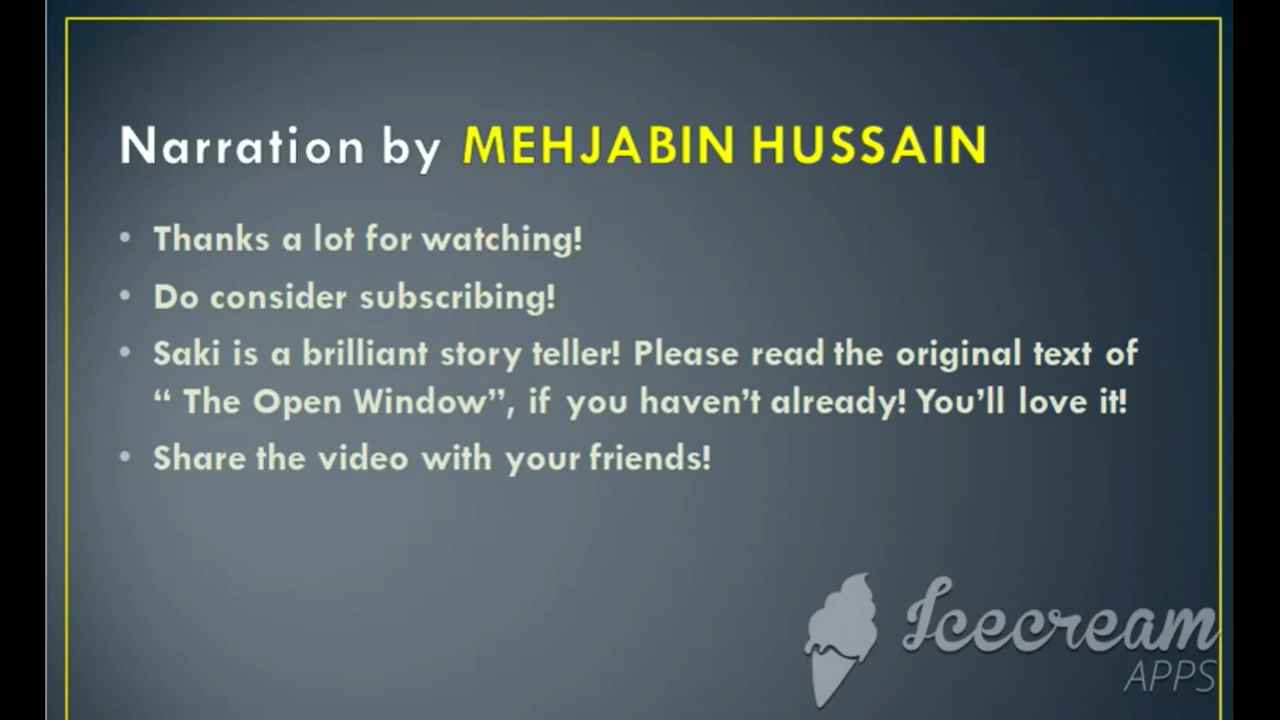 Narration by MEHJABIN HUSSAIN
• Thanks a lot for watching!
• Do consider subscribing!
• Saki is a brilliant story teller! Please read the original text of
“ The Open Window”, if you haven’t already! You’ll love it!
• Share the video with your friends!
Icecream
APPS